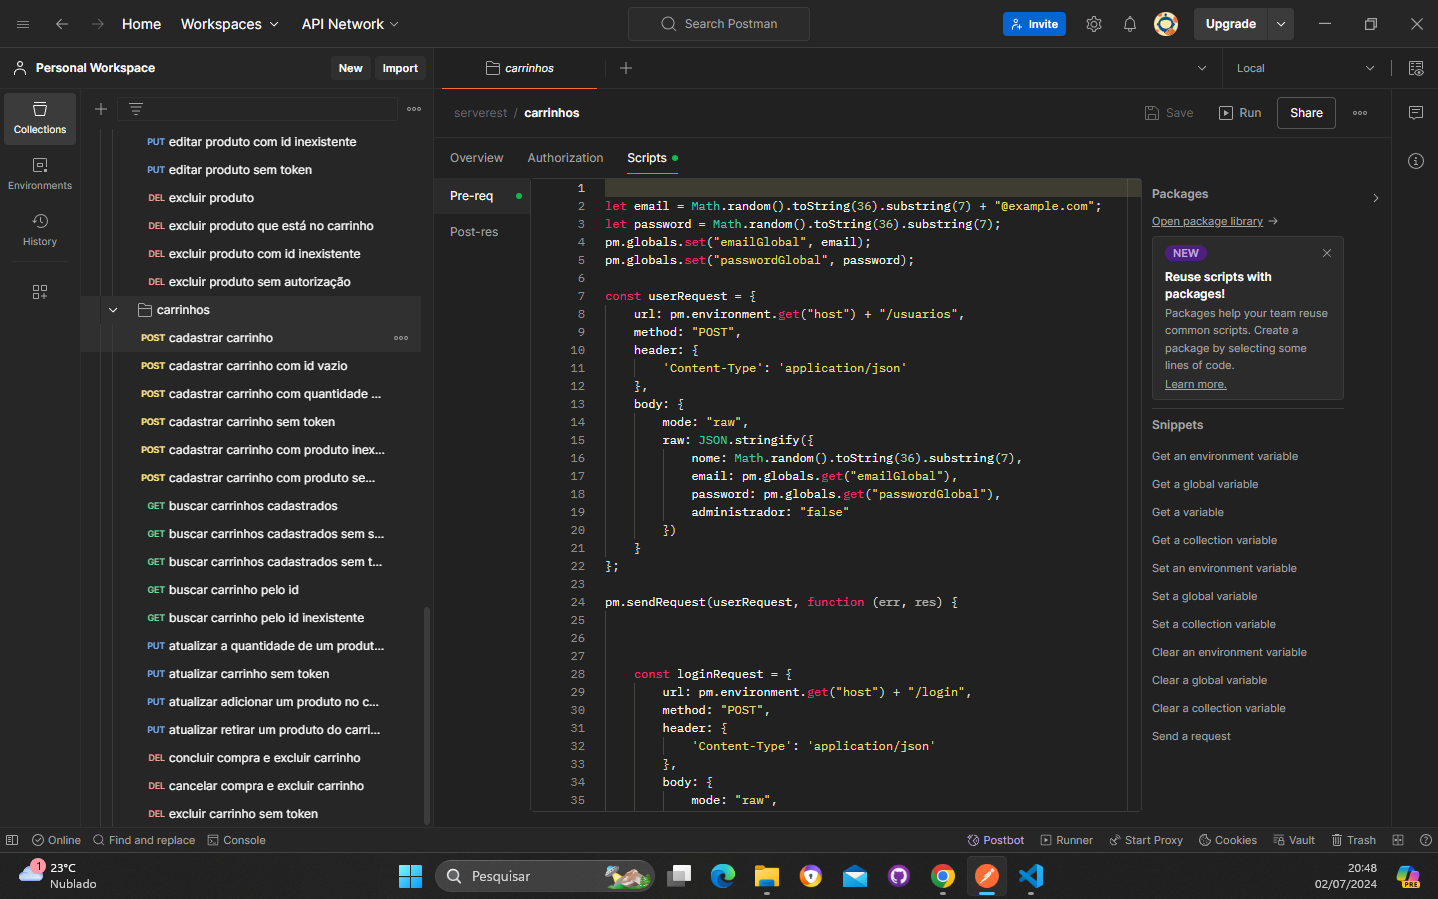 Home
Workspaces
API Network
Search Postman
Invite
Upgrade
Personal Workspace
New
Import
carrinhos
Local
Collections
Environments
History
PUT editar produto com id inexistente
PUT editar produto sem token
DEL excluir produto
DEL excluir produto que está no carrinho
DEL excluir produto com id inexistente
DEL excluir produto sem autorização
carrinhos
POST cadastrar carrinho
POST cadastrar carrinho com id vazio
POST cadastrar carrinho com quantidade ...
POST cadastrar carrinho sem token
POST cadastrar carrinho com produto inex...
POST cadastrar carrinho com produto se...
GET buscar carrinhos cadastrados
GET buscar carrinhos cadastrados sem s...
GET buscar carrinhos cadastrados sem t...
GET buscar carrinho pelo id
GET buscar carrinho pelo id inexistente
PUT atualizar a quantidade de um produt...
PUT atualizar carrinho sem token
PUT atualizar adicionar um produto no c...
PUT atualizar retirar um produto do carri...
DEL concluir compra e excluir carrinho
DEL cancelar compra e excluir carrinho
DEL excluir carrinho sem token
serverest / carrinhos
Save
Run
Share
Overview
Authorization
Scripts
Pre-req
Post-res
1
2 let email = Math.random().toString(36).substring(7) + "@example.com";
3 let password = Math.random().toString(36).substring(7);
4 pm.globals.set("emailGlobal", email);
5 pm.globals.set("passwordGlobal", password);
6
7 const userRequest = {
8 url: pm.environment.get("host") + "/usuarios",
9 method: "POST",
10 header: {
11 'Content-Type': 'application/json'
12 },
13 body: {
14 mode: "raw",
15 raw: JSON.stringify({
16 nome: Math.random().toString(36).substring(7),
17 email: pm.globals.get("emailGlobal"),
18 password: pm.globals.get("passwordGlobal"),
19 administrador: "false"
20 })
21 }
22 };
23
24 pm.sendRequest(userRequest, function (err, res) {
25
26
27
28 const loginRequest = {
29 url: pm.environment.get("host") + "/login",
30 method: "POST",
31 header: {
32 'Content-Type': 'application/json'
33 },
34 body: {
35 mode: "raw",
Packages
Open package library →
NEW
Reuse scripts with
packages!
Packages help your team reuse
common scripts. Create a
package by selecting some
lines of code.
Learn more.
Snippets
Get an environment variable
Get a global variable
Get a variable
Get a collection variable
Set an environment variable
Set a global variable
Set a collection variable
Clear an environment variable
Clear a global variable
Clear a collection variable
Send a request
Online
Find and replace
Console
Postbot
Runner
Start Proxy
Cookies
Vault
Trash
1
23°C
Nublado
Pesquisar
20:48
02/07/2024
PRE